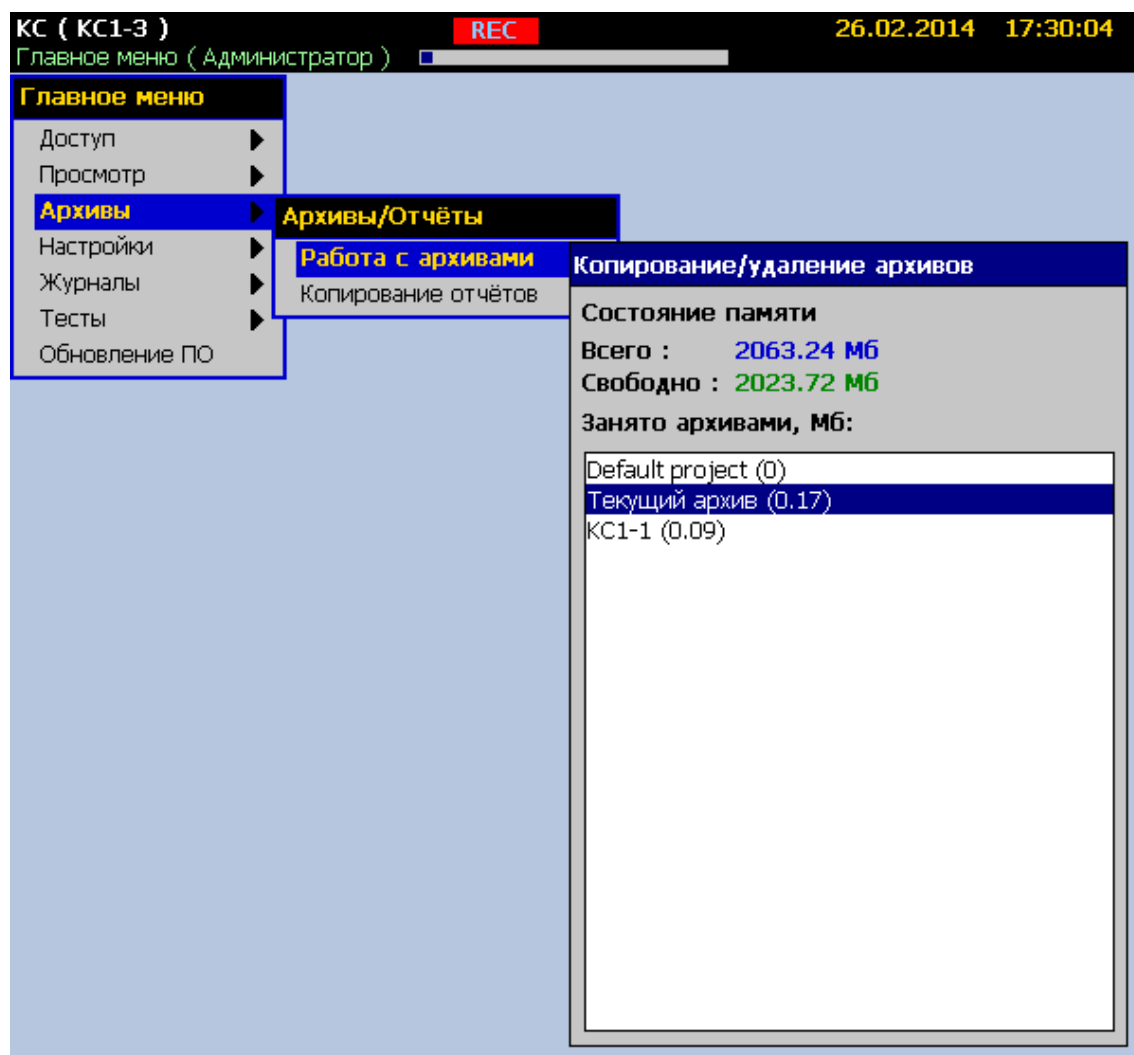 КС ( КС1-3 ) REC 26.02.2014 17:30:04
Главное меню ( Администратор )
Главное меню
Доступ
Просмотр
Архивы
Настройки
Журналы
Тесты
Обновление ПО
Архивы/Отчёты
Работа с архивами
Копирование отчётов
Копирование/удаление архивов
Состояние памяти
Всего : 2063.24 Мб
Свободно : 2023.72 Мб
Занято архивами, Мб:
Default project (0)
Текущий архив (0.17)
КС1-1 (0.09)